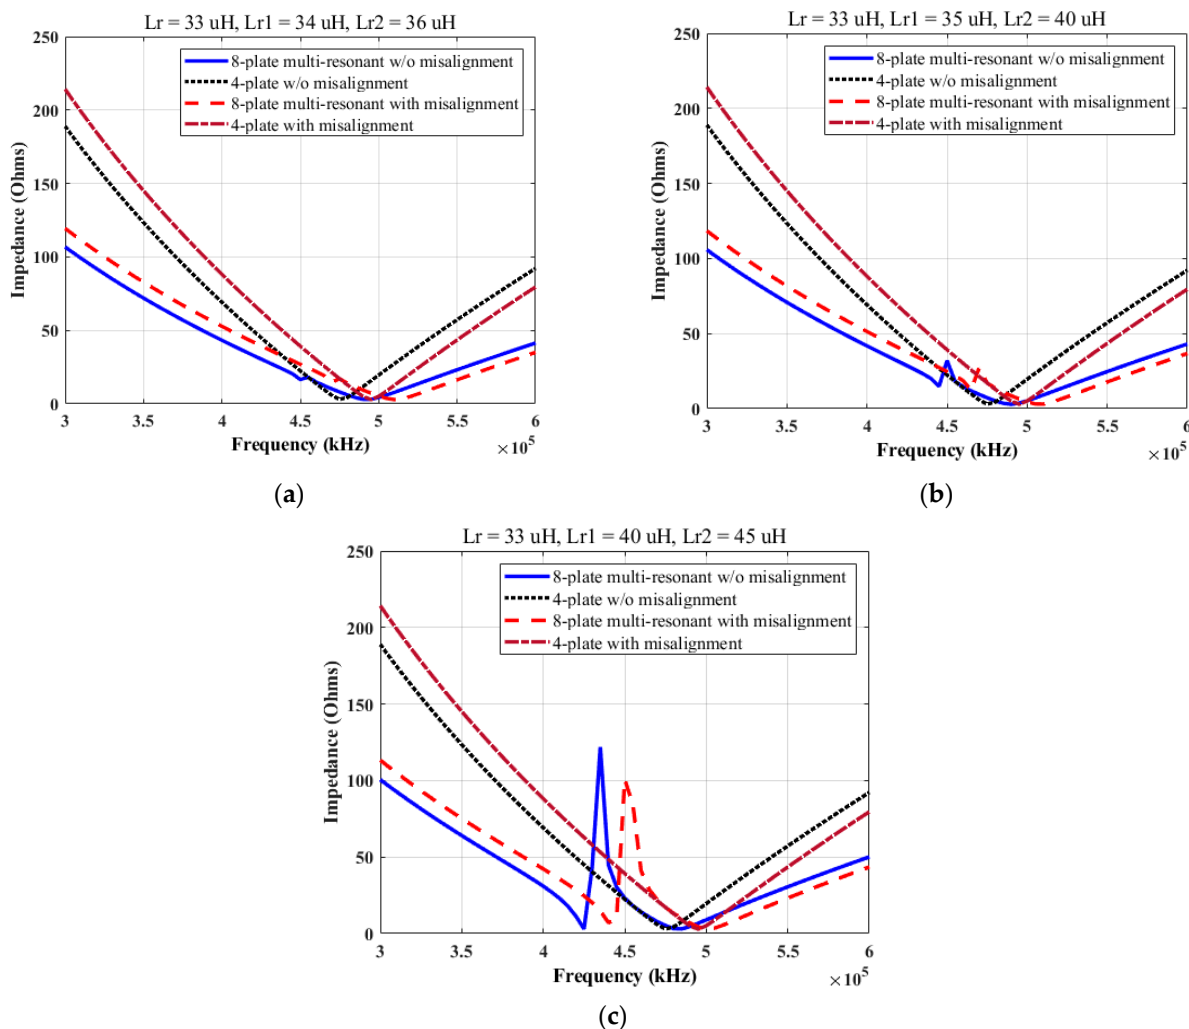 Lr = 33 uH, Lr1 = 34 uH, Lr2 = 36 uH
250
200
150
100
50
0
Impedance (Ohms)
8-plate multi-resonant w/o misalignment
4-plate w/o misalignment
8-plate multi-resonant with misalignment
4-plate with misalignment
3
3.5
4
4.5
5
5.5
6
Frequency (kHz)
×10⁵
(a)
Lr = 33 uH, Lr1 = 35 uH, Lr2 = 40 uH
250
200
150
100
50
0
Impedance (Ohms)
8-plate multi-resonant w/o misalignment
4-plate w/o misalignment
8-plate multi-resonant with misalignment
4-plate with misalignment
3
3.5
4
4.5
5
5.5
6
Frequency (kHz)
×10⁵
(b)
Lr = 33 uH, Lr1 = 40 uH, Lr2 = 45 uH
250
200
150
100
50
0
Impedance (Ohms)
8-plate multi-resonant w/o misalignment
4-plate w/o misalignment
8-plate multi-resonant with misalignment
4-plate with misalignment
3
3.5
4
4.5
5
5.5
6
Frequency (kHz)
×10⁵
(c)